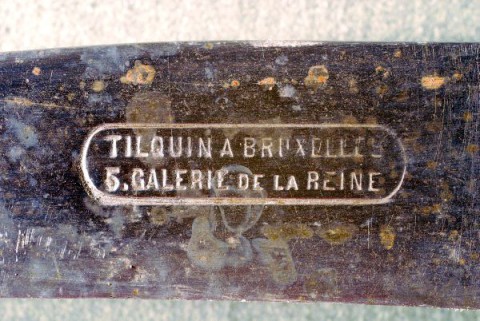 TILQUIN A BRUXELLES
5. GALERIE DE LA REINE